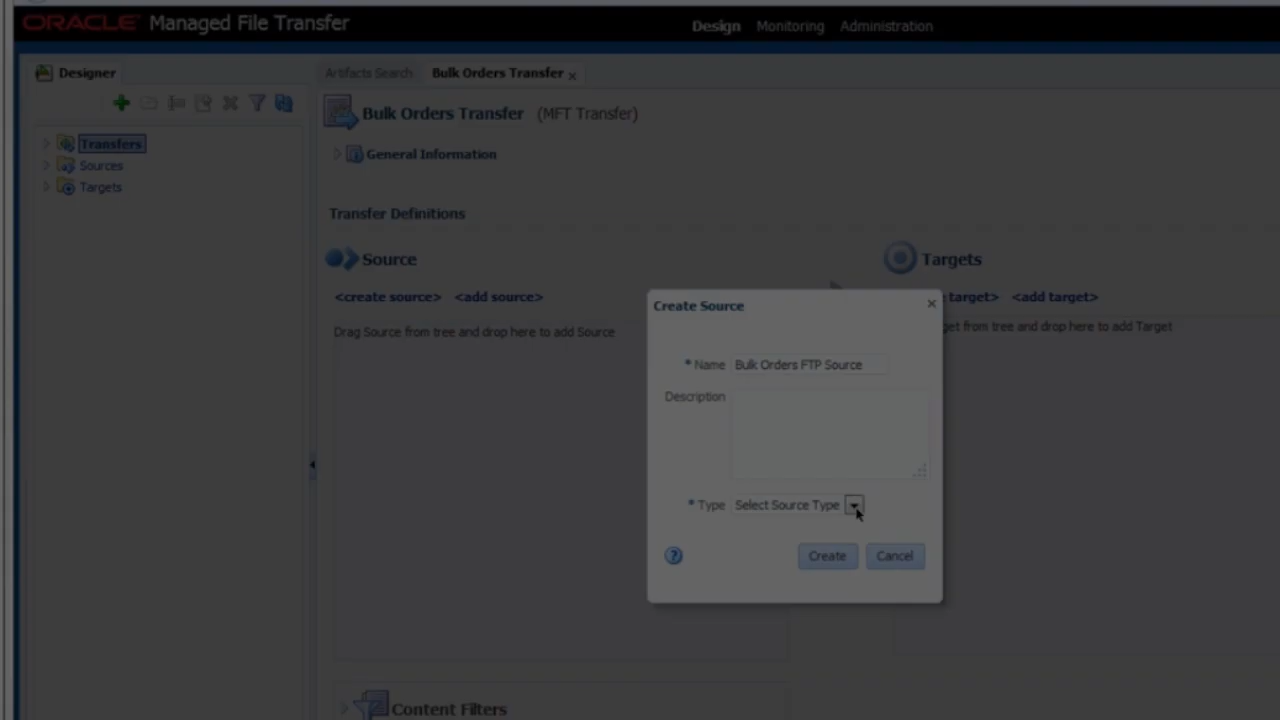 ORACLE Managed File Transfer
Design Monitoring Administration
Designer
Artifacts Search Bulk Orders Transfer
Bulk Orders Transfer (MFT Transfer)
Transfers
General Information
Sources
Targets
Transfer Definitions
Source Targets
<create source> <add source> target> <add target>
Drag Source from tree and drop here to add Source
get from tree and drop here to add Target
Create Source
* Name Bulk Orders FTP Source
Description
* Type Select Source Type
? Create Cancel
Content Filters